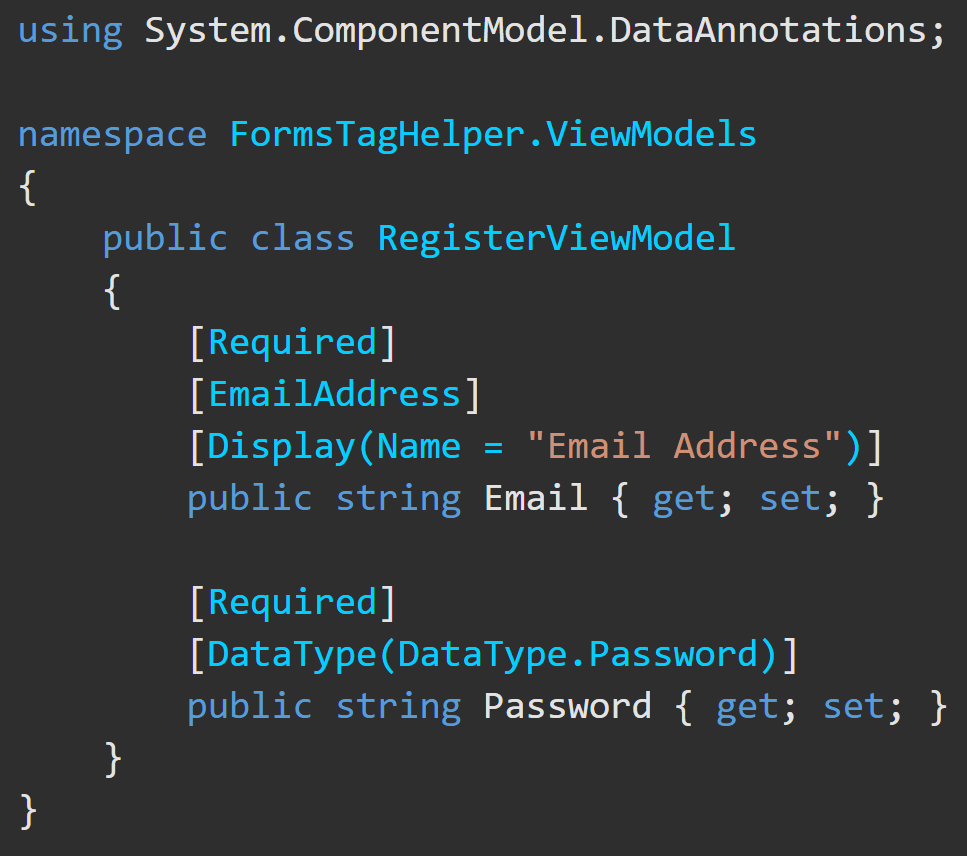 using System.ComponentModel.DataAnnotations;
namespace FormsTagHelper.ViewModels
{
    public class RegisterViewModel
    {
        [Required]
        [EmailAddress]
        [Display(Name = "Email Address")]
        public string Email { get; set; }
        [Required]
        [DataType(DataType.Password)]
        public string Password { get; set; }
    }
}